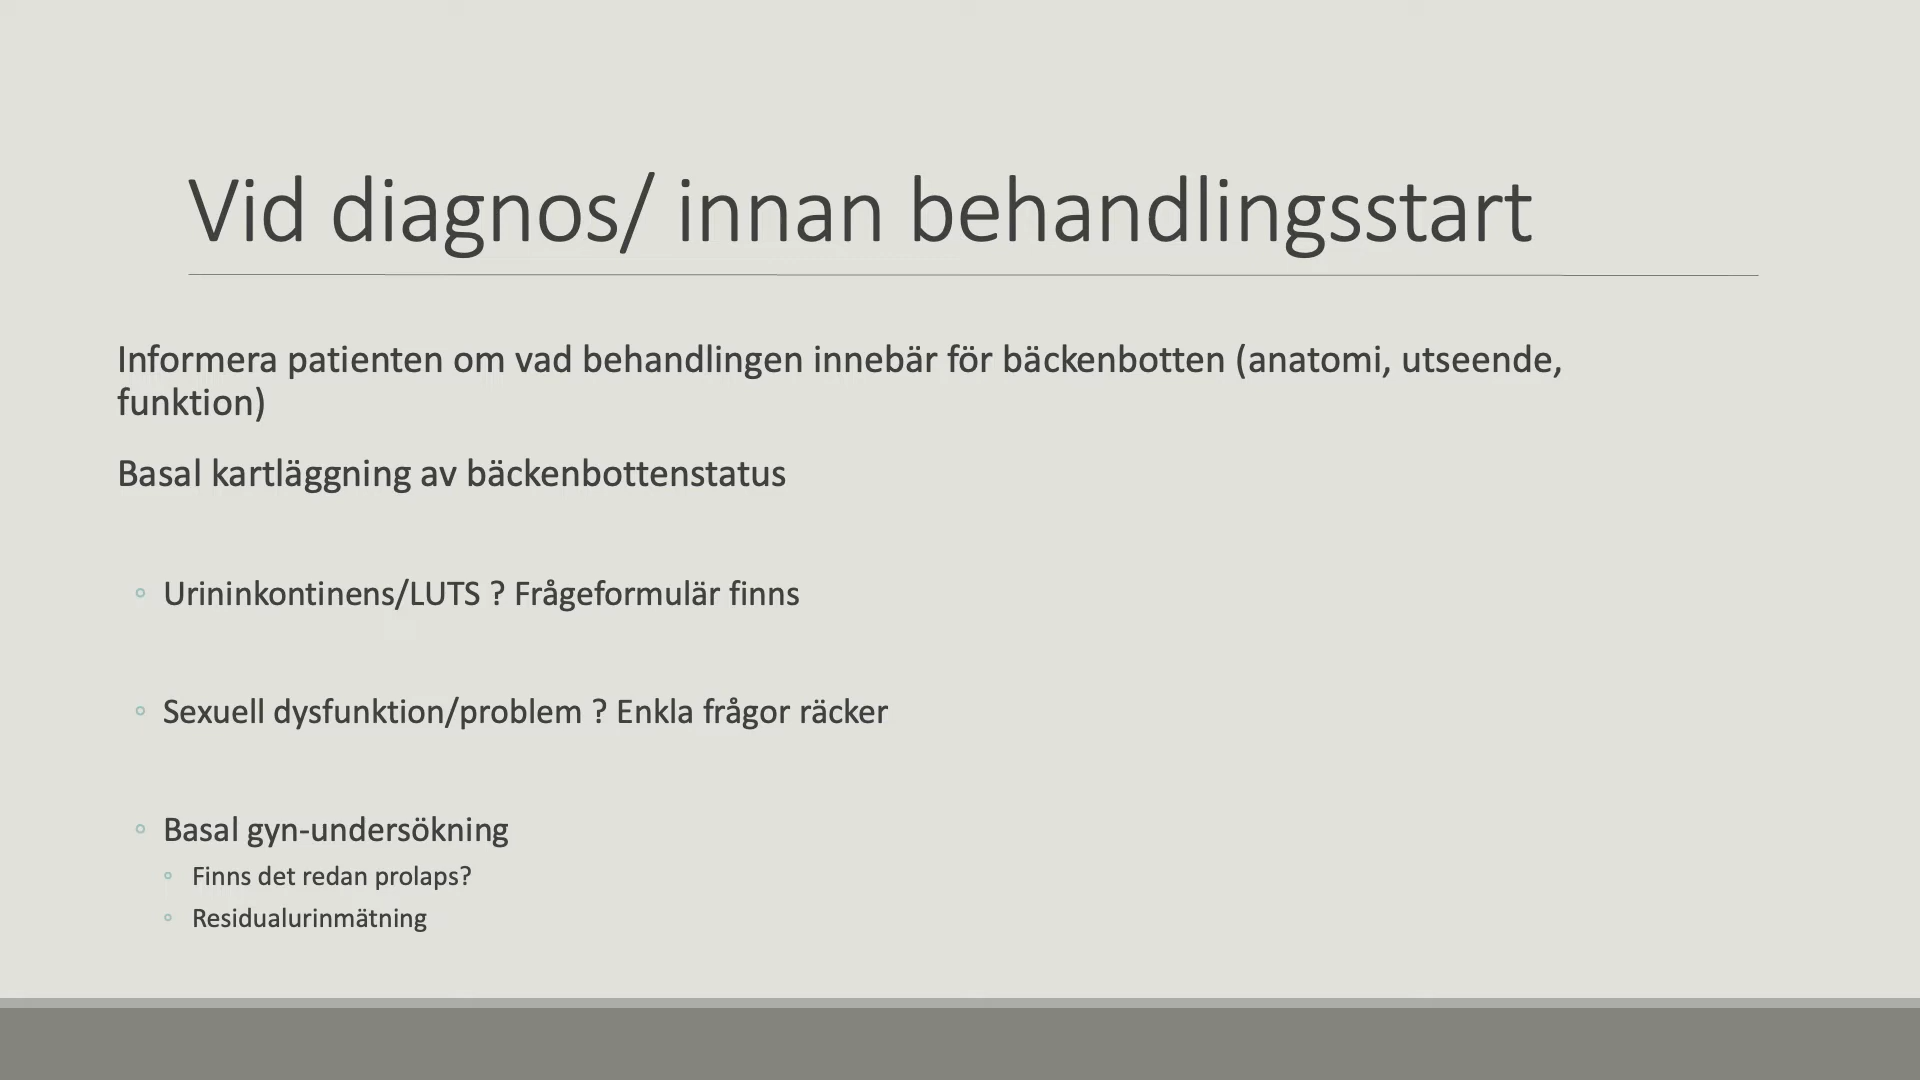 Vid diagnos/ innan behandlingsstart
Informera patienten om vad behandlingen innebär för bäckenbotten (anatomi, utseende,
funktion)
Basal kartläggning av bäckenbottenstatus
◦ Urininkontinens/LUTS ? Frågeformulär finns
◦ Sexuell dysfunktion/problem ? Enkla frågor räcker
◦ Basal gyn-undersökning
◦ Finns det redan prolaps?
◦ Residualurinmätning